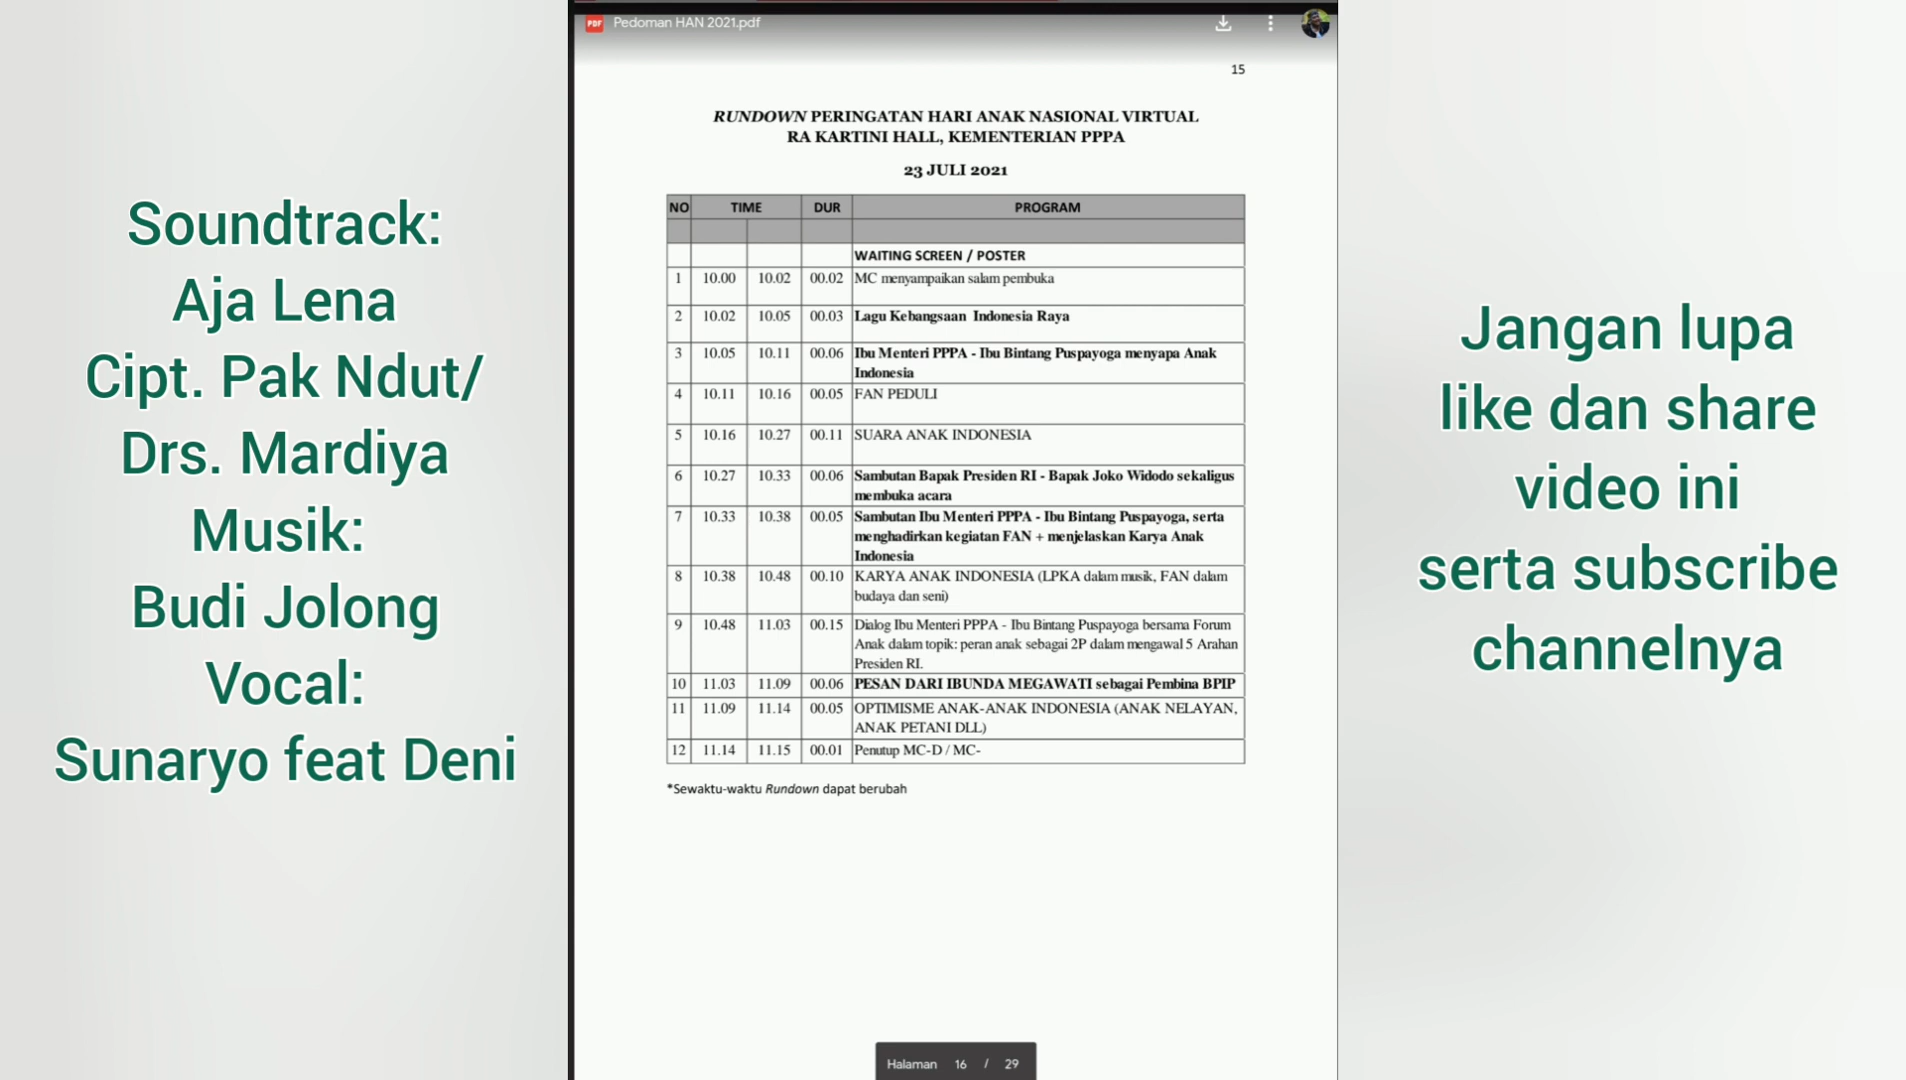 Soundtrack:
Aja Lena
Cipt. Pak Ndut/
Drs. Mardiya
Musik:
Budi Jolong
Vocal:
Sunaryo feat Deni
PDF Pedoman HAN 2021.pdf
15
RUNDOWN PERINGATAN HARI ANAK NASIONAL VIRTUAL
RA KARTINI HALL, KEMENTERIAN PPPA
23 JULI 2021
NO TIME DUR PROGRAM
WAITING SCREEN / POSTER
1 10.00 10.02 00.02 MC menyampaikan salam pembuka
2 10.02 10.05 00.03 Lagu Kebangsaan Indonesia Raya
3 10.05 10.11 00.06 Ibu Menteri PPPA - Ibu Bintang Puspayoga menyapa Anak
Indonesia
4 10.11 10.16 00.05 FAN PEDULI
5 10.16 10.27 00.11 SUARA ANAK INDONESIA
6 10.27 10.33 00.06 Sambutan Bapak Presiden RI - Bapak Joko Widodo sekaligus
membuka acara
7 10.33 10.38 00.05 Sambutan Ibu Menteri PPPA - Ibu Bintang Puspayoga, serta
menghadirkan kegiatan FAN + menjelaskan Karya Anak
Indonesia
8 10.38 10.48 00.10 KARYA ANAK INDONESIA (LPKA dalam musik, FAN dalam
budaya dan seni)
9 10.48 11.03 00.15 Dialog Ibu Menteri PPPA - Ibu Bintang Puspayoga bersama Forum
Anak dalam topik: peran anak sebagai 2P dalam mengawal 5 Arahan
Presiden RI.
10 11.03 11.09 00.06 PESAN DARI IBUNDA MEGAWATI sebagai Pembina BPIP
11 11.09 11.14 00.05 OPTIMISME ANAK-ANAK INDONESIA (ANAK NELAYAN,
ANAK PETANI DLL)
12 11.14 11.15 00.01 Penutup MC-D / MC-
*Sewaktu-waktu Rundown dapat berubah
Halaman 16 / 29
Jangan lupa
like dan share
video ini
serta subscribe
channelnya